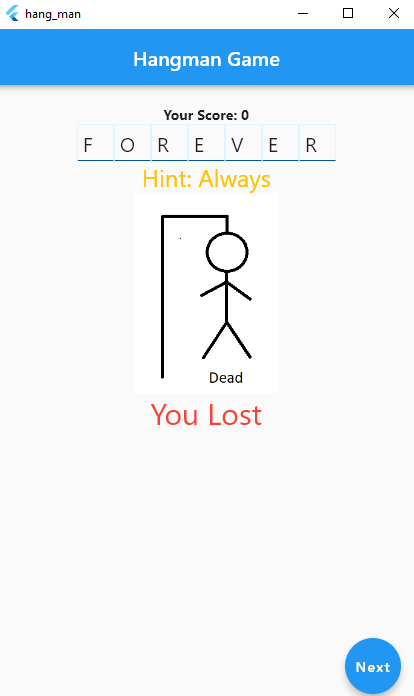 hang_man
Hangman Game
Your Score: 0
F O R E V E R
Hint: Always
Dead
You Lost
Next